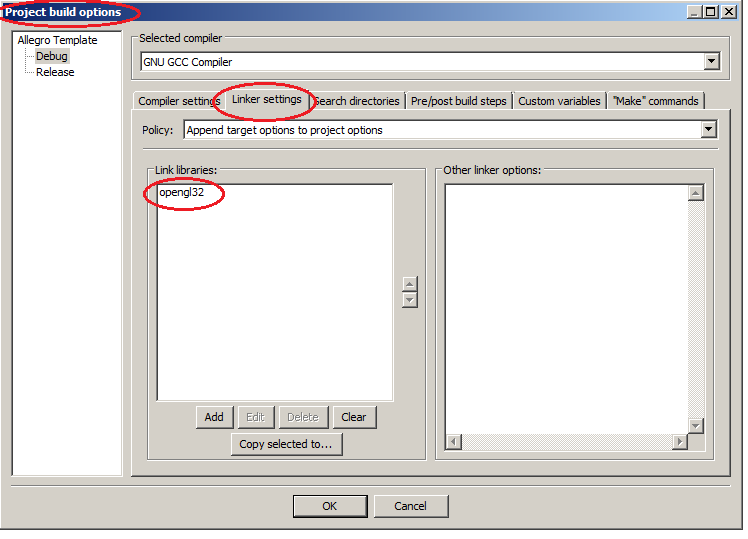 Project build options
Allegro Template
Debug
Release
Selected compiler
GNU GCC Compiler
Compiler settings Linker settings Search directories Pre/post build steps Custom variables "Make" commands
Policy: Append target options to project options
Link libraries: Other linker options:
opengl32
Add Edit Delete Clear
Copy selected to...
OK Cancel